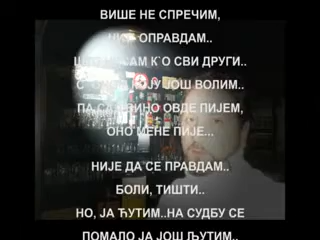 ВИШЕ НЕ СПРЕЧИМ,
ОПРАВДАМ..
САМ К`О СВИ ДРУГИ..
ЈОШ ВОЛИМ..
ПА ОВДЕ ПИЈЕМ,
ОНО МЕНЕ ПИЈЕ...
НИЈЕ ДА СЕ ПРАВДАМ..
БОЛИ, ТИШТИ..
НО, ЈА ЋУТИМ..НА СУДБУ СЕ
ПОМАЛО ЈА ЈОШ ЉУТИМ..